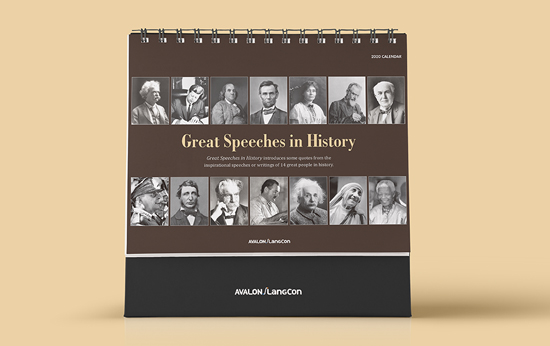 2020 CALENDAR
Great Speeches in History
Great Speeches in History introduces some quotes from the
inspirational speeches or writings of 14 great people in history.
AVALON/LangCon
AVALON/LangCon